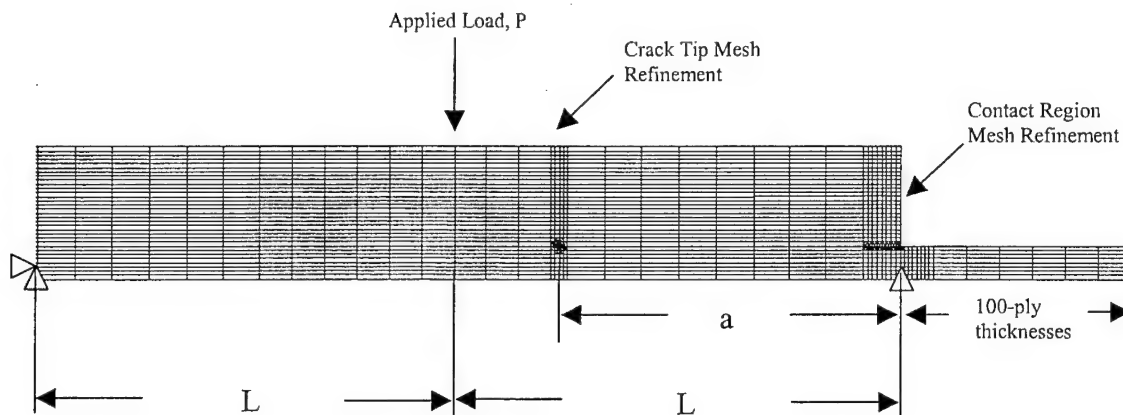 Applied Load, P
Crack Tip Mesh
Refinement
Contact Region
Mesh Refinement
a
100-ply
thicknesses
L
L